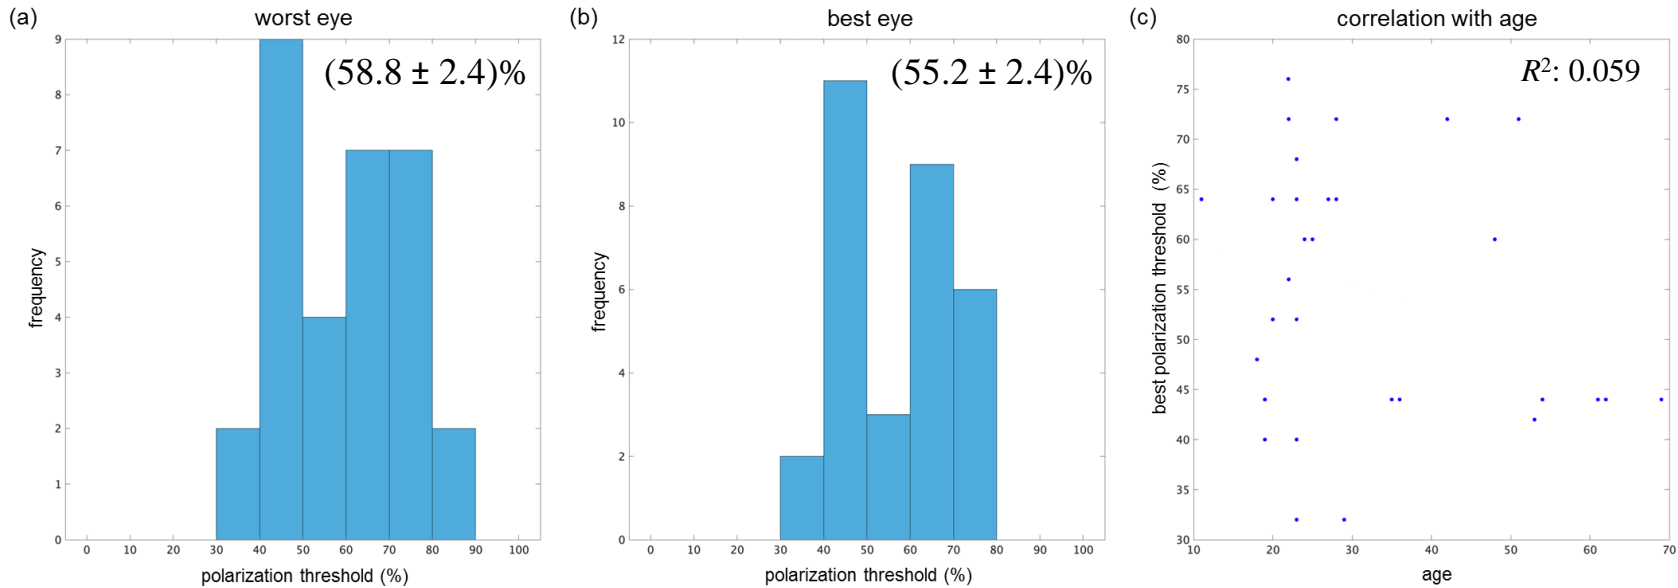 (a) worst eye
(58.8 ± 2.4)%
9
8
7
6
5
4
3
2
1
0
frequency
0 10 20 30 40 50 60 70 80 90 100
polarization threshold (%)
(b) best eye
(55.2 ± 2.4)%
12
10
8
6
4
2
0
frequency
0 10 20 30 40 50 60 70 80 90 100
polarization threshold (%)
(c) correlation with age
R²: 0.059
80
75
70
65
60
55
50
45
40
35
30
best polarization threshold (%)
10 20 30 40 50 60 70
age